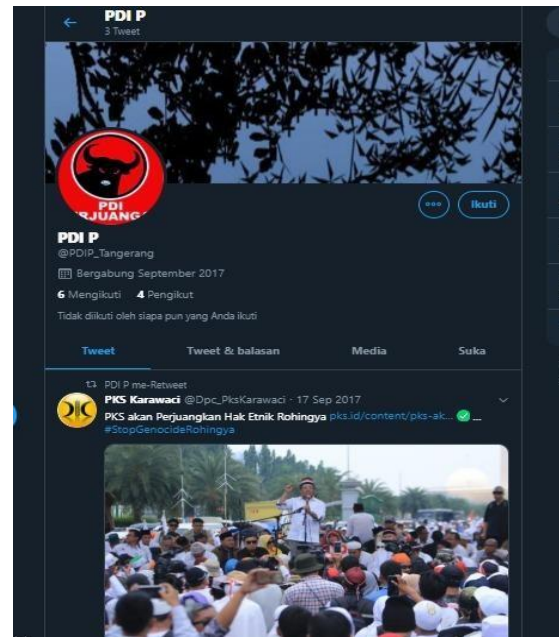 PDI P
3 Tweet
PDI
RJUANGA
Ikuti
PDI P
@PDIP_Tangerang
Bergabung September 2017
6 Mengikuti 4 Pengikut
Tidak diikuti oleh siapa pun yang Anda ikuti
Tweet Tweet & balasan Media Suka
PDI P me-Retweet
PKS Karawaci @Dpc_PksKarawaci · 17 Sep 2017
PKS akan Perjuangkan Hak Etnik Rohingya pks.id/content/pks-ak... ✅ _
#StopGenocideRohingya